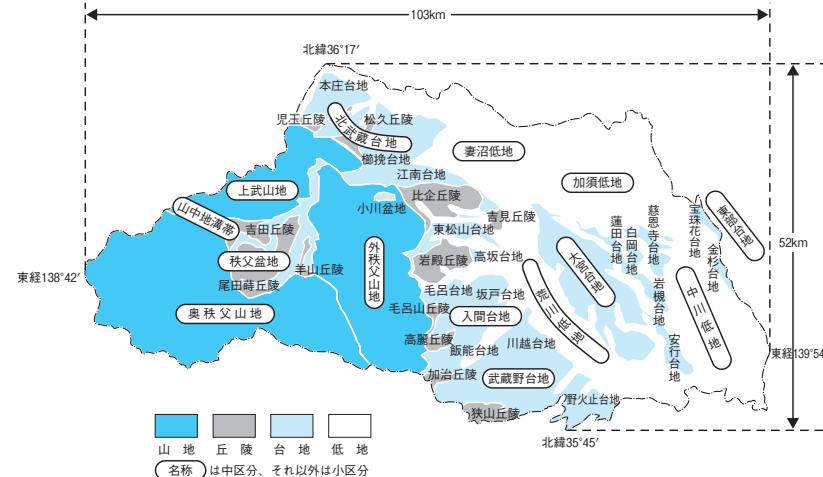 103km
北緯36°17′
本庄台地
児玉丘陵
松久丘陵
北武蔵台地
櫛挽台地
妻沼低地
江南台地
上武山地
加須低地
小川盆地
比企丘陵
山中地溝帯
吉田丘陵
吉見丘陵
東松山台地
慈恩寺台地
白岡台地
蓮田台地
宝珠花台地
東部台地
金杉台地
52km
秩父盆地
羊山丘陵
外秩父山地
岩殿丘陵
高坂台地
大宮台地
東経138°42′
尾田蒔丘陵
毛呂台地
坂戸台地
荒川低地
岩槻台地
中川低地
奥秩父山地
毛呂山丘陵
入間台地
高麗丘陵
飯能台地
川越台地
安行台地
東経139°54′
加治丘陵
武蔵野台地
狭山丘陵
野火止台地
北緯35°45′
山地
丘陵
台地
低地
名称 は中区分、それ以外は小区分